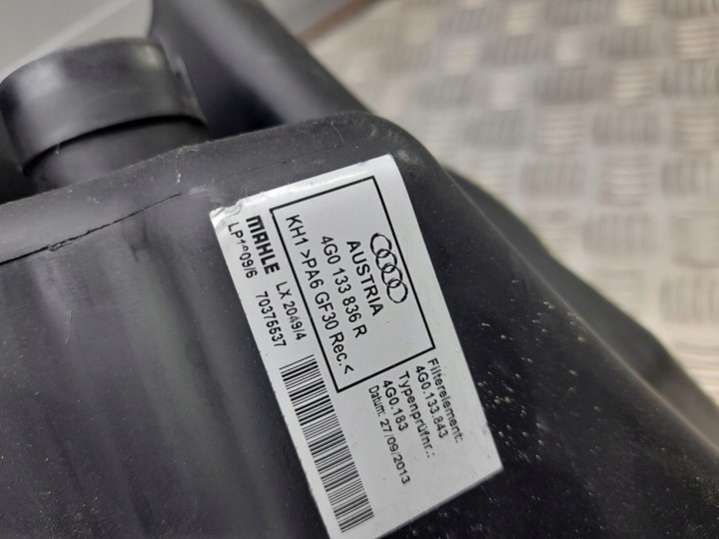 AUSTRIA
4G0 133 836 R
KH1 >PA6 GF30 Rec.<
MAHLE LX 2049/4
70375537
Filterelement:
4G0.133.843
Typenprüfnr.:
4G0.183
Datum: 27/09/2013